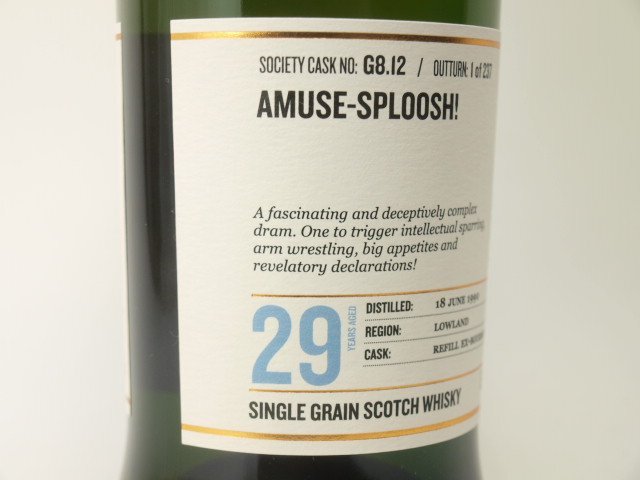 SOCIETY CASK NO: G8.12 / OUTTURN: 1 of 237
AMUSE-SPLOOSH!
A fascinating and deceptively complex
dram. One to trigger intellectual sparring,
arm wrestling, big appetites and
revelatory declarations!
29 YEARS AGED
DISTILLED: 18 JUNE 1990
REGION: LOWLAND
CASK: REFILL
SINGLE GRAIN SCOTCH WHISKY